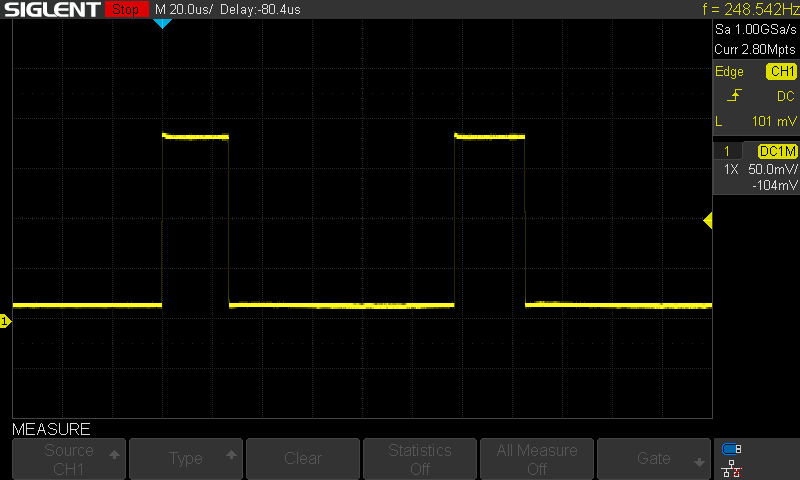 SIGLENT Stop M 20.0us/ Delay:-80.4us f = 248.542Hz
Sa 1.00GSa/s
Curr 2.80Mpts
Edge CH1
DC
L 101 mV
1 DC1M
1X 50.0mV/
-104mV
1
MEASURE
Source
CH1
Type
Clear
Statistics
Off
All Measure
Off
Gate